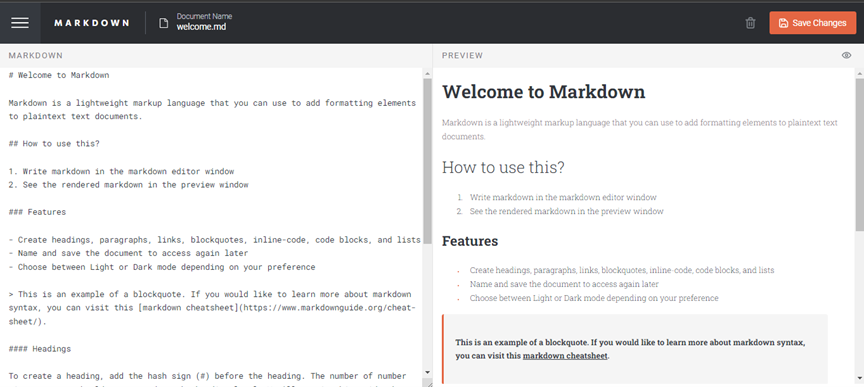 MARKDOWN
Document Name
welcome.md
Save Changes
MARKDOWN
# Welcome to Markdown
Markdown is a lightweight markup language that you can use to add formatting elements
to plaintext text documents.
## How to use this?
1. Write markdown in the markdown editor window
2. See the rendered markdown in the preview window
### Features
- Create headings, paragraphs, links, blockquotes, inline-code, code blocks, and lists
- Name and save the document to access again later
- Choose between Light or Dark mode depending on your preference
> This is an example of a blockquote. If you would like to learn more about markdown
syntax, you can visit this [markdown cheatsheet](https://www.markdownguide.org/cheat-
sheet/).
#### Headings
To create a heading, add the hash sign (#) before the heading. The number of number
PREVIEW
Welcome to Markdown
Markdown is a lightweight markup language that you can use to add formatting elements to plaintext text
documents.
How to use this?
1. Write markdown in the markdown editor window
2. See the rendered markdown in the preview window
Features
• Create headings, paragraphs, links, blockquotes, inline-code, code blocks, and lists
• Name and save the document to access again later
• Choose between Light or Dark mode depending on your preference
This is an example of a blockquote. If you would like to learn more about markdown syntax,
you can visit this markdown cheatsheet.